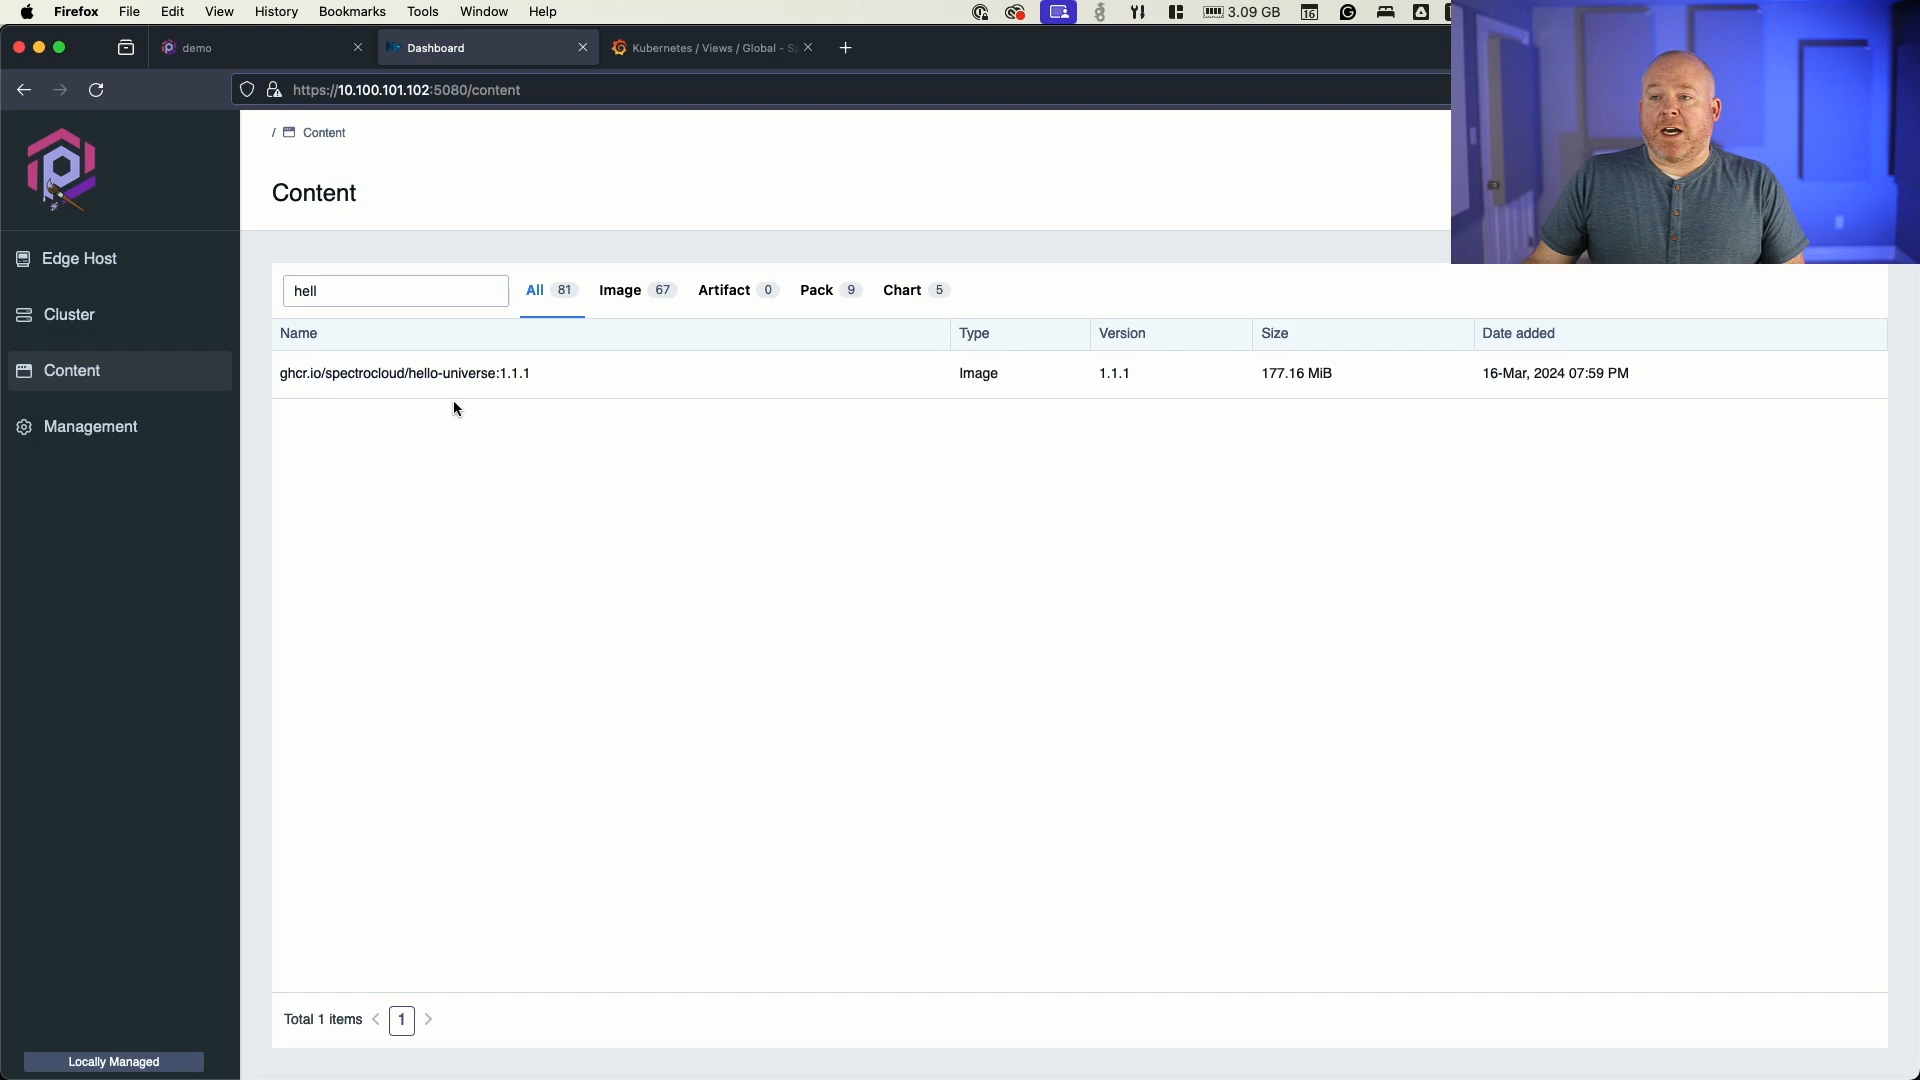 Firefox File Edit View History Bookmarks Tools Window Help 3.09 GB 16
demo Dashboard Kubernetes / Views / Global - S
https://10.100.101.102:5080/content
/ Content
Content
Edge Host
Cluster
Content
Management
hell All 81 Image 67 Artifact 0 Pack 9 Chart 5
Name Type Version Size Date added
ghcr.io/spectrocloud/hello-universe:1.1.1 Image 1.1.1 177.16 MiB 16-Mar, 2024 07:59 PM
Total 1 items 1
Locally Managed